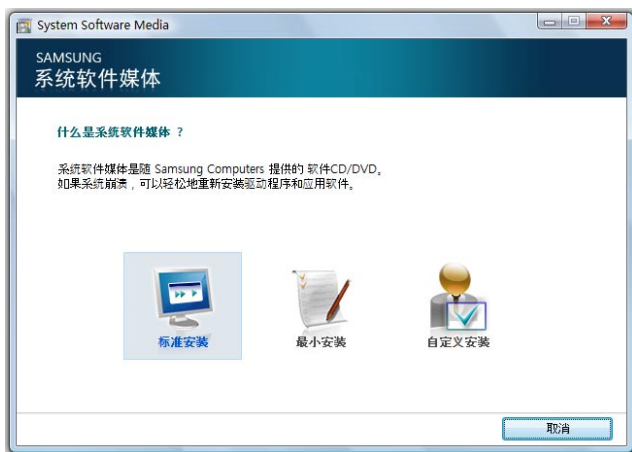 System Software Media
SAMSUNG
系统软件媒体
什么是系统软件媒体 ?
系统软件媒体是随 Samsung Computers 提供的 软件CD/DVD。
如果系统崩溃，可以轻松地重新安装驱动程序和应用软件。
标准安装
最小安装
自定义安装
取消